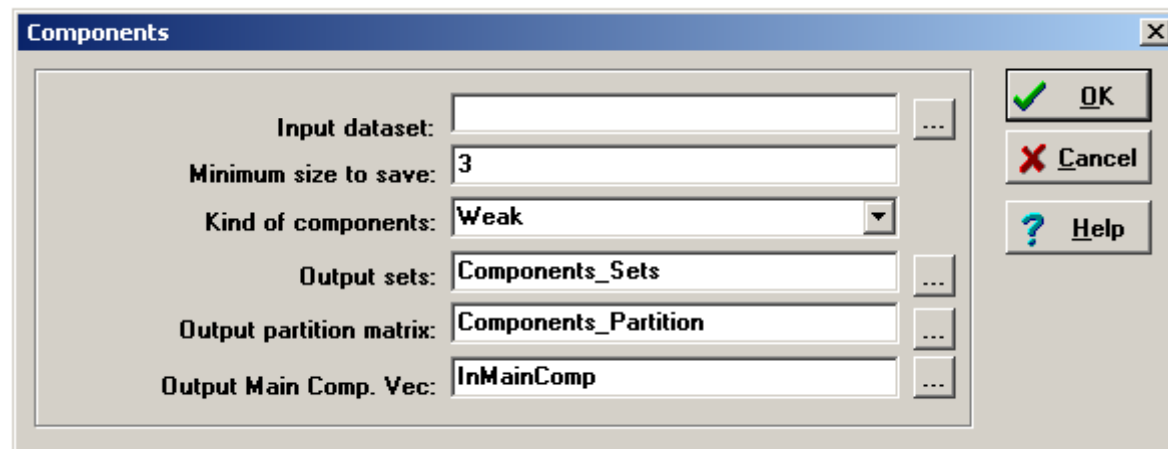 Components
Input dataset:
...
OK
Minimum size to save: 3
Cancel
Kind of components: Weak
Help
Output sets: Components_Sets
...
Output partition matrix: Components_Partition
...
Output Main Comp. Vec: InMainComp
...